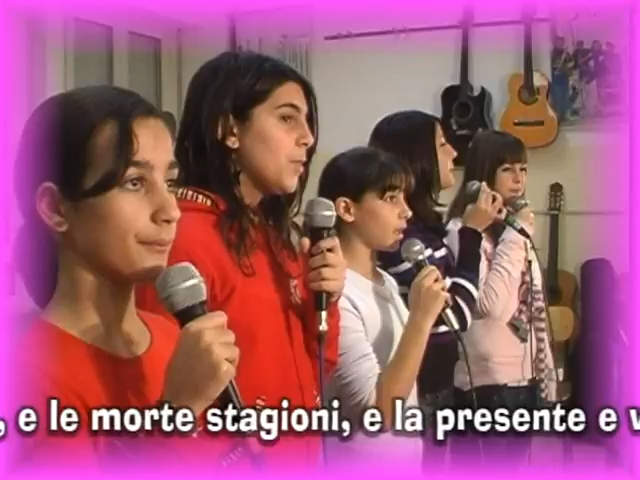 , e le morte stagioni, e la presente e v